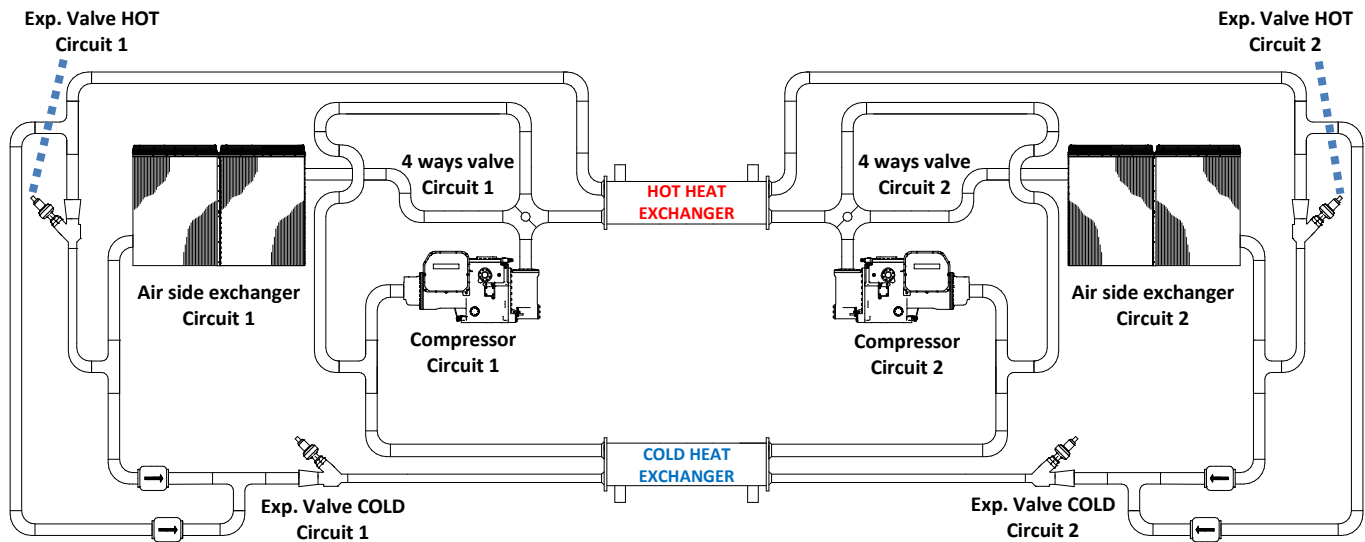 Exp. Valve HOT
Circuit 1
Exp. Valve HOT
Circuit 2
4 ways valve
Circuit 1
4 ways valve
Circuit 2
HOT HEAT
EXCHANGER
Air side exchanger
Circuit 1
Air side exchanger
Circuit 2
Compressor
Circuit 1
Compressor
Circuit 2
COLD HEAT
EXCHANGER
Exp. Valve COLD
Circuit 1
Exp. Valve COLD
Circuit 2